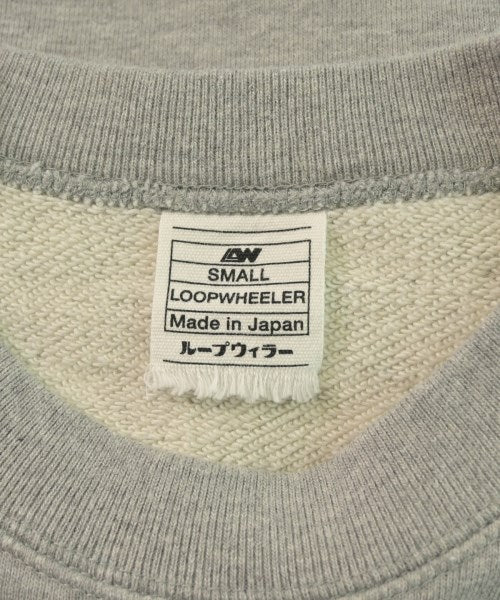 LW
SMALL
LOOPWHEELER
Made in Japan
ループウィラー